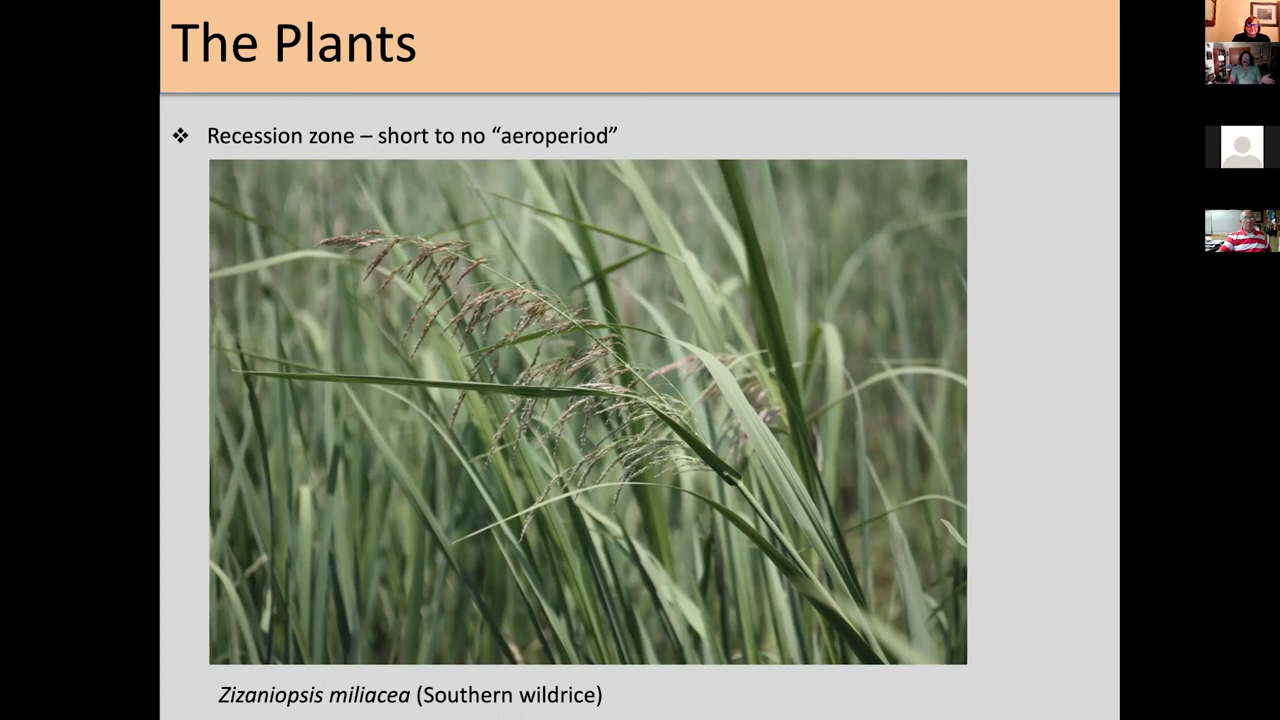 The Plants
❖ Recession zone – short to no “aeroperiod”
Zizaniopsis miliacea (Southern wildrice)